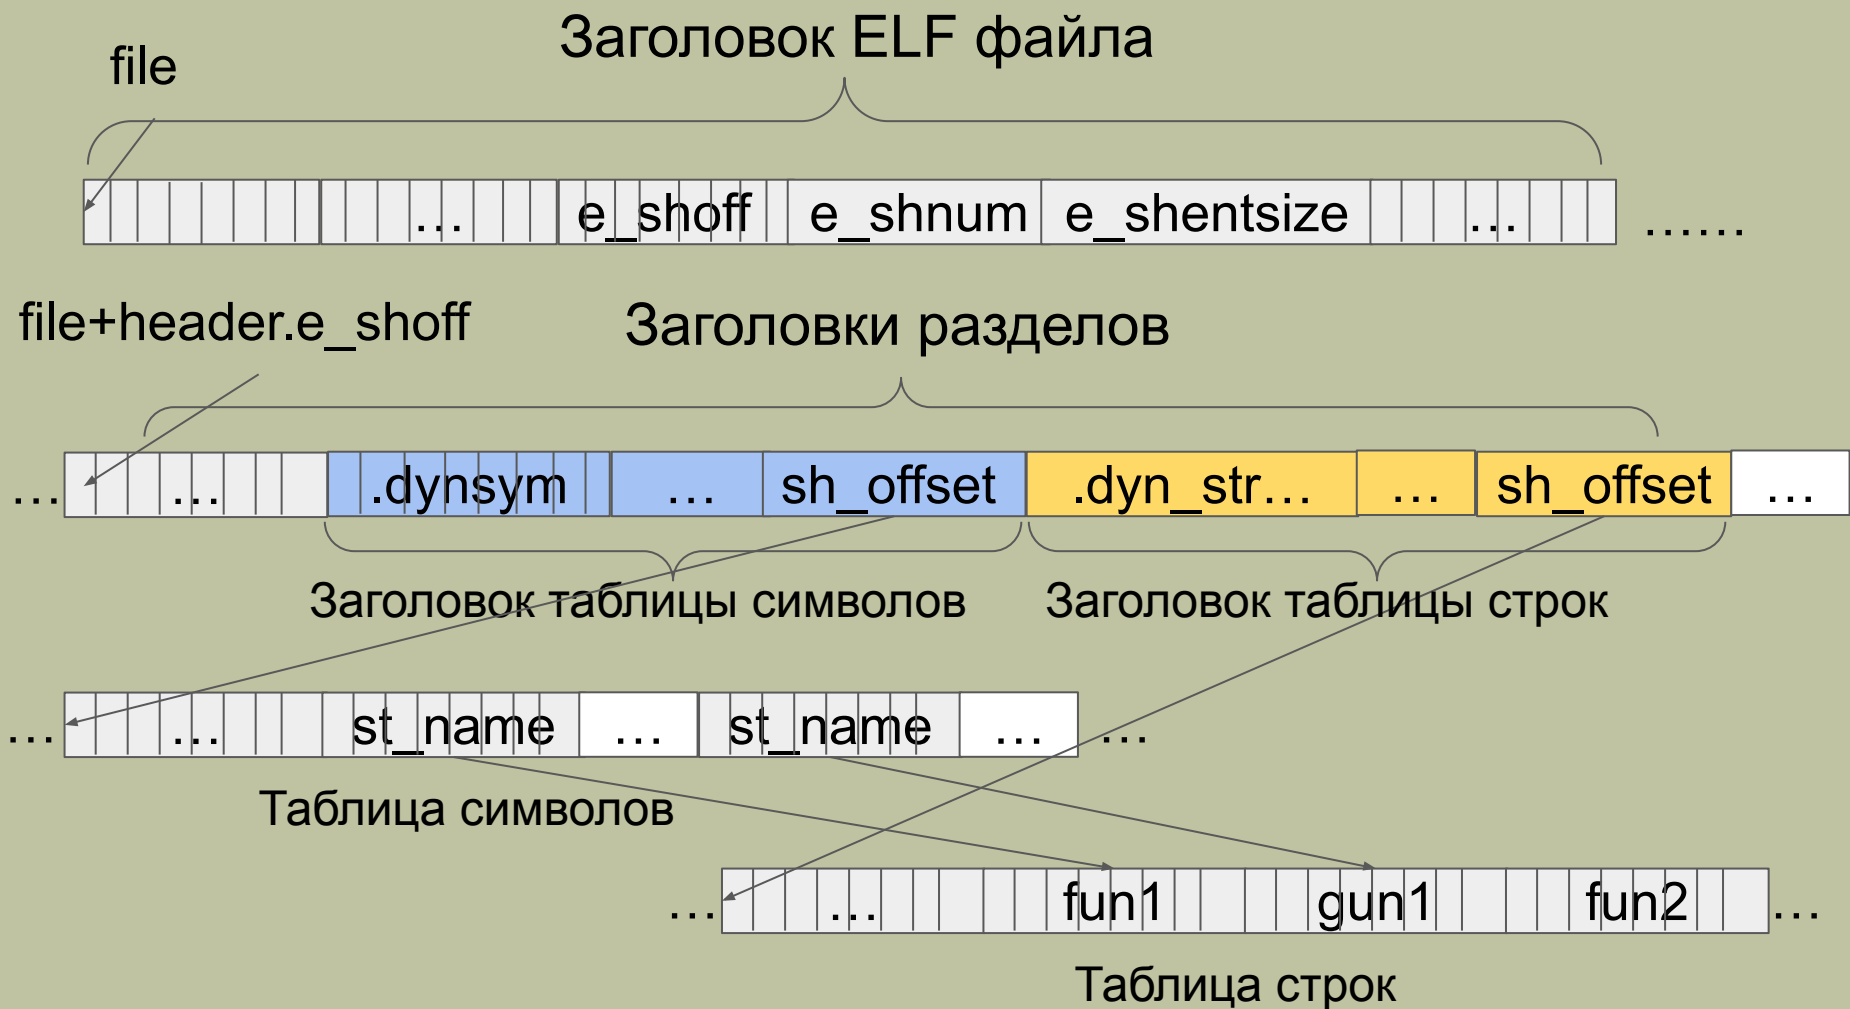 Заголовок ELF файла
file
… e_shoff e_shnum e_shentsize … ……
file+header.e_shoff
Заголовки разделов
… … .dynsym … sh_offset .dyn_str… … sh_offset …
Заголовок таблицы символов
Заголовок таблицы строк
… … st_name … st_name … …
Таблица символов
… … fun1 gun1 fun2 …
Таблица строк